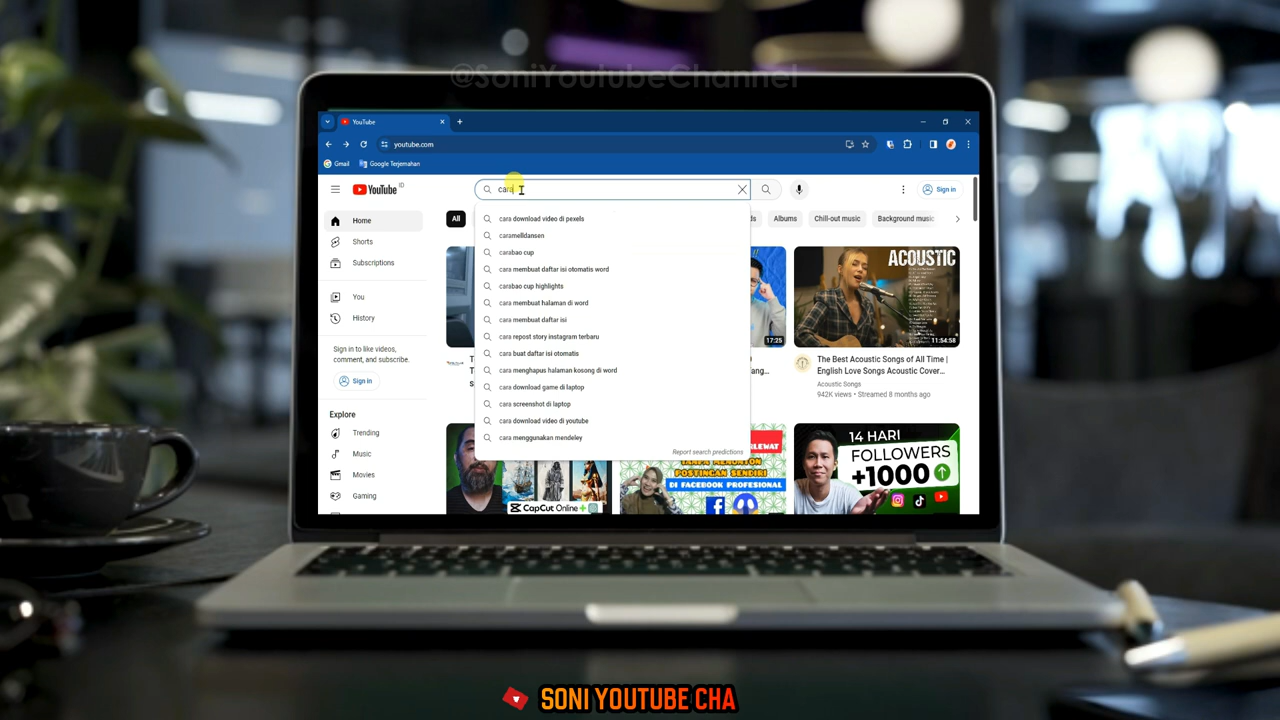 @SoniYoutubeChannel
YouTube
youtube.com
Gmail
Google Terjemahan
YouTube ID
cara
Sign in
Home
Shorts
Subscriptions
You
History
Sign in to like videos,
comment, and subscribe.
Sign in
Explore
Trending
Music
Movies
Gaming
All
Albums
Chill-out music
Background music
cara download video di pexels
caramelldansen
carabao cup
cara membuat daftar isi otomatis word
carabao cup highlights
cara membuat halaman di word
cara membuat daftar isi
cara repost story instagram terbaru
cara buat daftar isi otomatis
cara menghapus halaman kosong di word
cara download game di laptop
cara screenshot di laptop
cara download video di youtube
cara menggunakan mendeley
Report search predictions
17:25
ACOUSTIC
11:54:58
The Best Acoustic Songs of All Time |
English Love Songs Acoustic Cover...
Acoustic Songs
942K views • Streamed 8 months ago
CapCut Online+
TANPA MENONTON
POSTINGAN SENDIRI
DI FACEBOOK PROFESIONAL
14 HARI
FOLLOWERS
+1000
SONI YOUTUBE CHA